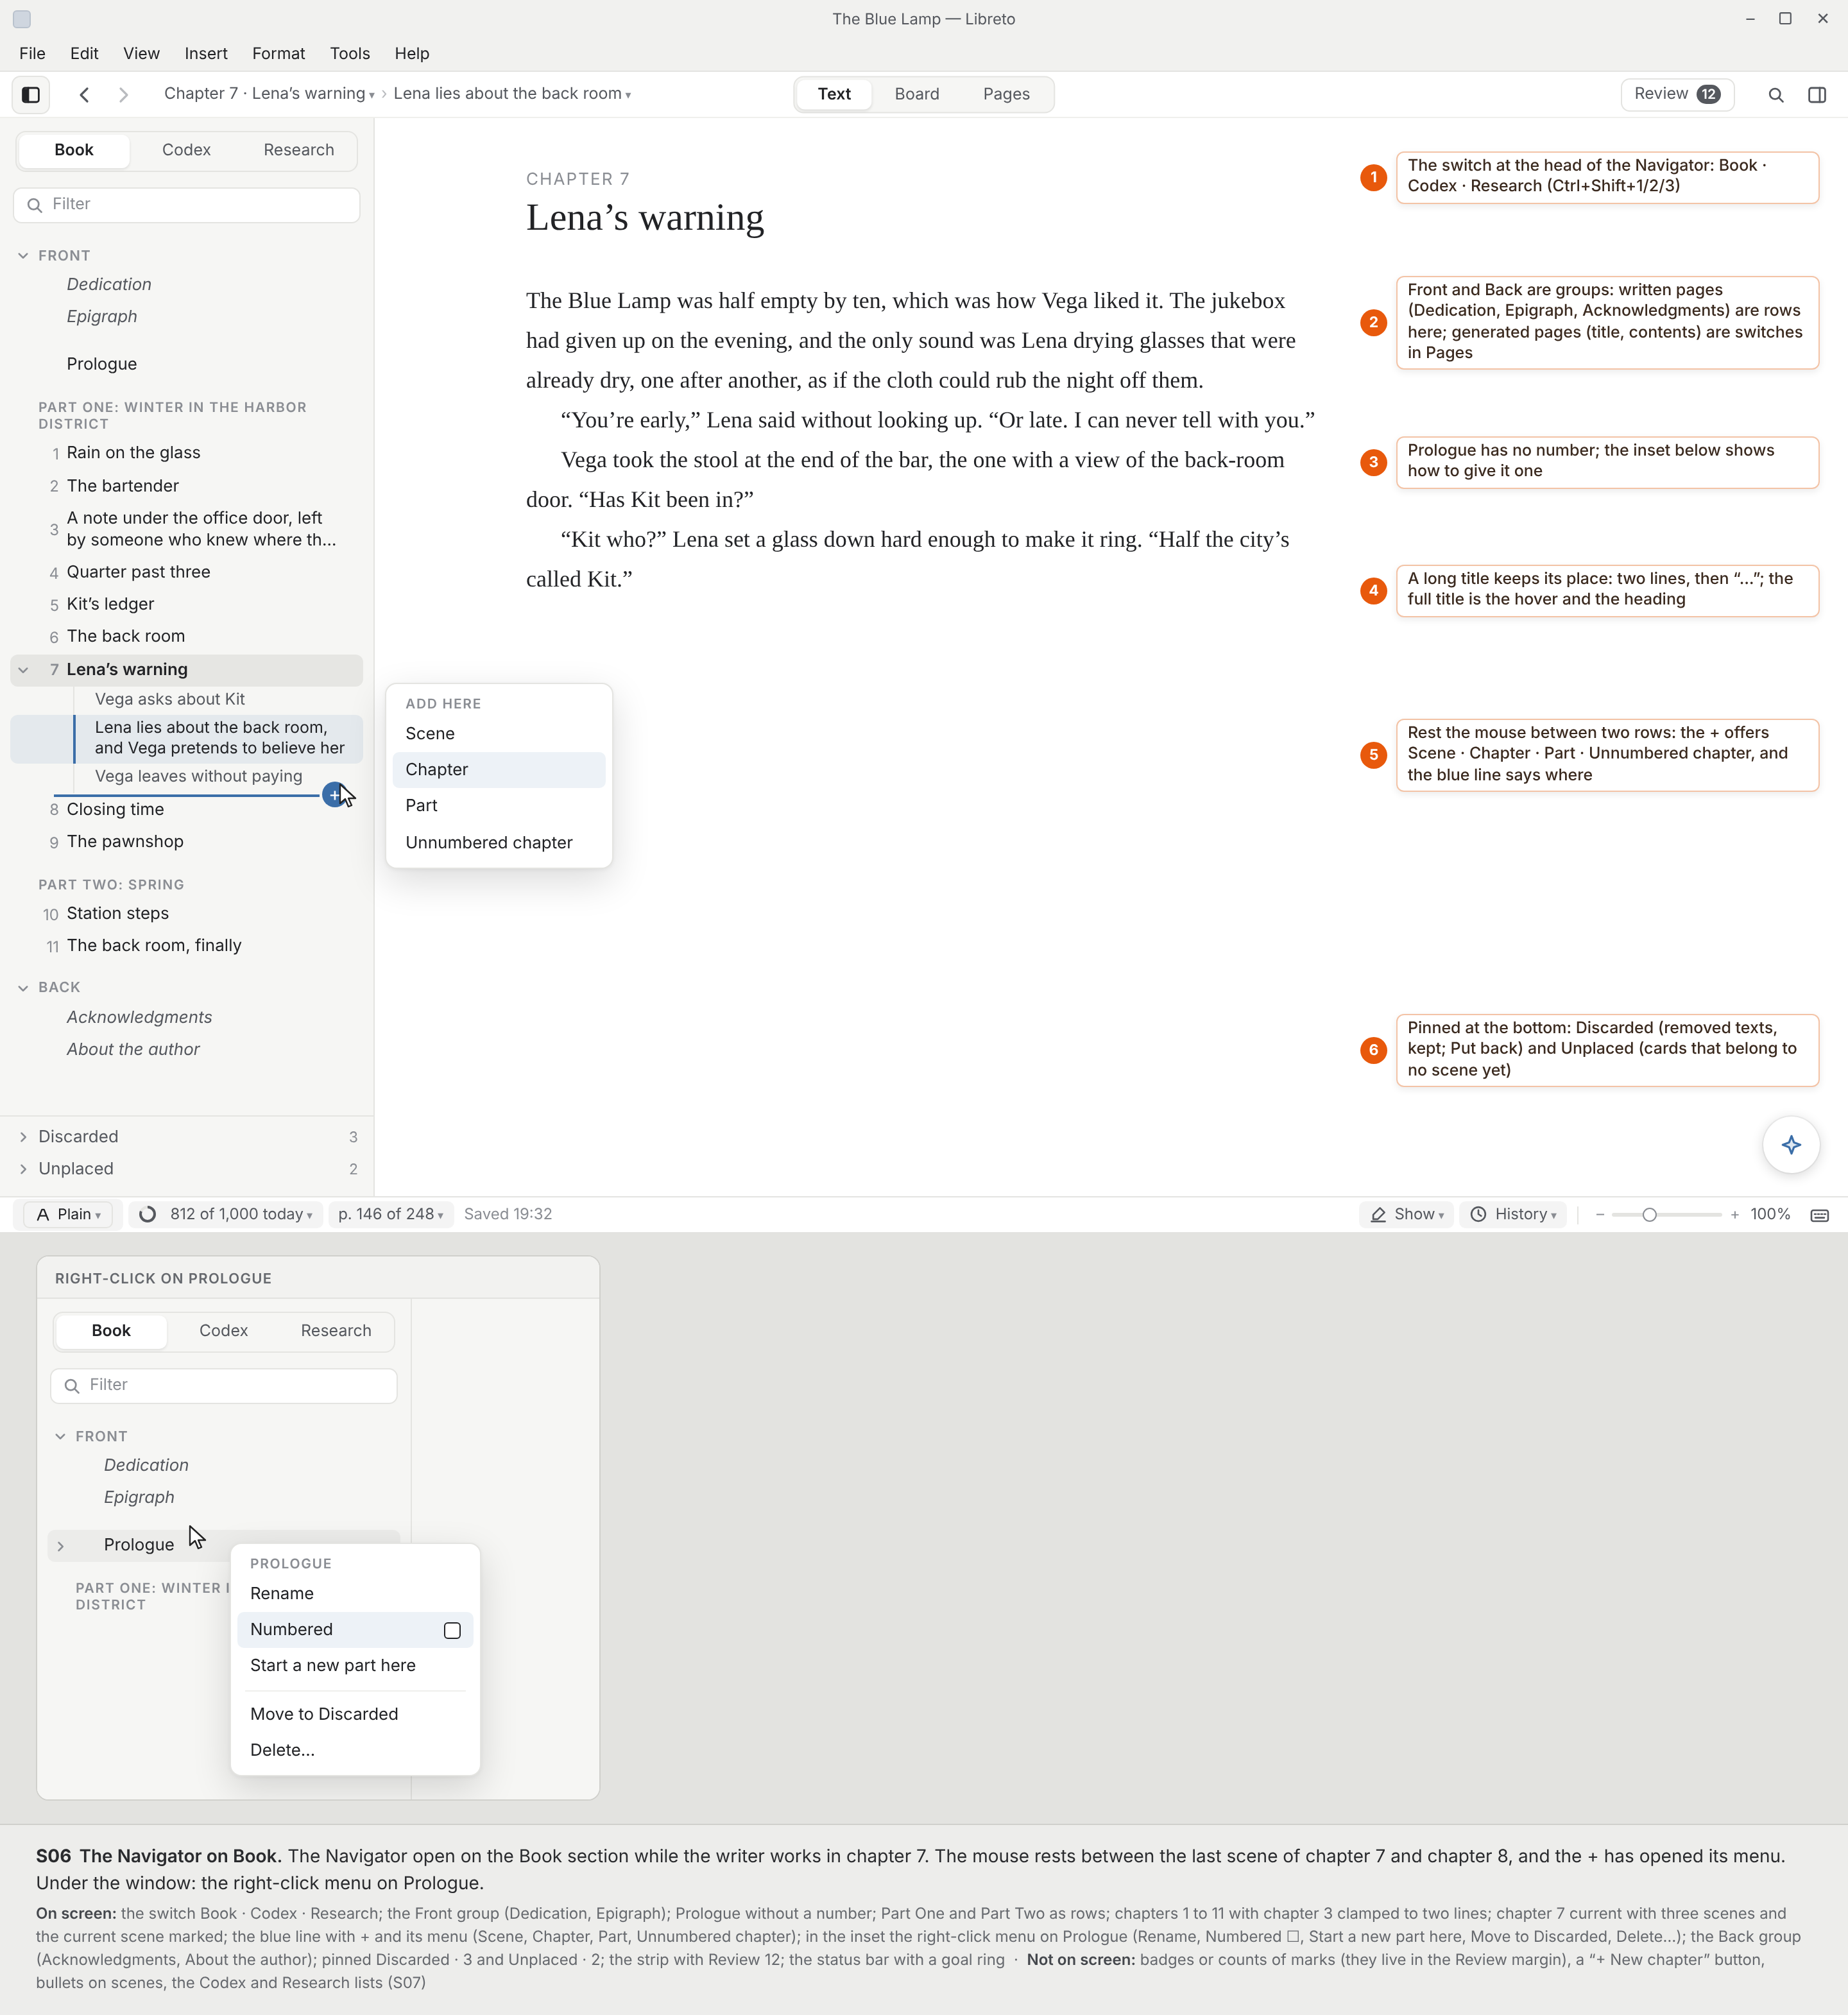 The Blue Lamp — Libreto
File Edit View Insert Format Tools Help
Chapter 7 · Lena’s warning ▾ › Lena lies about the back room ▾
Text Board Pages
Review 12
Book Codex Research
Filter
FRONT
Dedication
Epigraph
Prologue
PART ONE: WINTER IN THE HARBOR
DISTRICT
1 Rain on the glass
2 The bartender
3 A note under the office door, left
by someone who knew where th…
4 Quarter past three
5 Kit’s ledger
6 The back room
7 Lena’s warning
Vega asks about Kit
Lena lies about the back room,
and Vega pretends to believe her
Vega leaves without paying
+
8 Closing time
9 The pawnshop
PART TWO: SPRING
10 Station steps
11 The back room, finally
BACK
Acknowledgments
About the author
Discarded 3
Unplaced 2
CHAPTER 7
Lena’s warning
The Blue Lamp was half empty by ten, which was how Vega liked it. The jukebox
had given up on the evening, and the only sound was Lena drying glasses that were
already dry, one after another, as if the cloth could rub the night off them.
“You’re early,” Lena said without looking up. “Or late. I can never tell with you.”
Vega took the stool at the end of the bar, the one with a view of the back-room
door. “Has Kit been in?”
“Kit who?” Lena set a glass down hard enough to make it ring. “Half the city’s
called Kit.”
ADD HERE
Scene
Chapter
Part
Unnumbered chapter
1 The switch at the head of the Navigator: Book ·
Codex · Research (Ctrl+Shift+1/2/3)
2 Front and Back are groups: written pages
(Dedication, Epigraph, Acknowledgments) are rows
here; generated pages (title, contents) are switches
in Pages
3 Prologue has no number; the inset below shows
how to give it one
4 A long title keeps its place: two lines, then “…”; the
full title is the hover and the heading
5 Rest the mouse between two rows: the + offers
Scene · Chapter · Part · Unnumbered chapter, and
the blue line says where
6 Pinned at the bottom: Discarded (removed texts,
kept; Put back) and Unplaced (cards that belong to
no scene yet)
A Plain ▾ 812 of 1,000 today ▾ p. 146 of 248 ▾ Saved 19:32
Show ▾ History ▾ − + 100%
RIGHT-CLICK ON PROLOGUE
Book Codex Research
Filter
FRONT
Dedication
Epigraph
Prologue
PART ONE: WINTER I
DISTRICT
PROLOGUE
Rename
Numbered
Start a new part here
Move to Discarded
Delete…
S06 The Navigator on Book. The Navigator open on the Book section while the writer works in chapter 7. The mouse rests between the last scene of chapter 7 and chapter 8, and the + has opened its menu.
Under the window: the right-click menu on Prologue.
On screen: the switch Book · Codex · Research; the Front group (Dedication, Epigraph); Prologue without a number; Part One and Part Two as rows; chapters 1 to 11 with chapter 3 clamped to two lines; chapter 7 current with three scenes and
the current scene marked; the blue line with + and its menu (Scene, Chapter, Part, Unnumbered chapter); in the inset the right-click menu on Prologue (Rename, Numbered ☐, Start a new part here, Move to Discarded, Delete…); the Back group
(Acknowledgments, About the author); pinned Discarded · 3 and Unplaced · 2; the strip with Review 12; the status bar with a goal ring · Not on screen: badges or counts of marks (they live in the Review margin), a “+ New chapter” button,
bullets on scenes, the Codex and Research lists (S07)